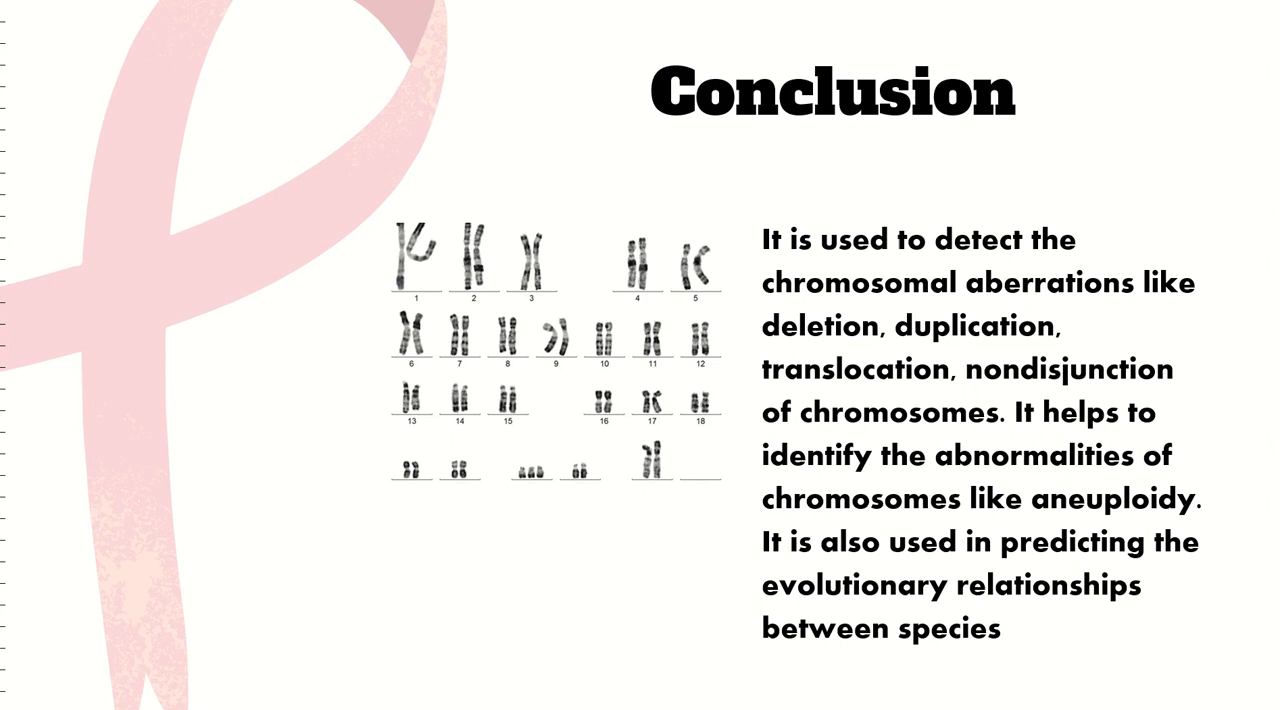 Conclusion
1 2 3 4 5
6 7 8 9 10 11 12
13 14 15 16 17 18
It is used to detect the
chromosomal aberrations like
deletion, duplication,
translocation, nondisjunction
of chromosomes. It helps to
identify the abnormalities of
chromosomes like aneuploidy.
It is also used in predicting the
evolutionary relationships
between species